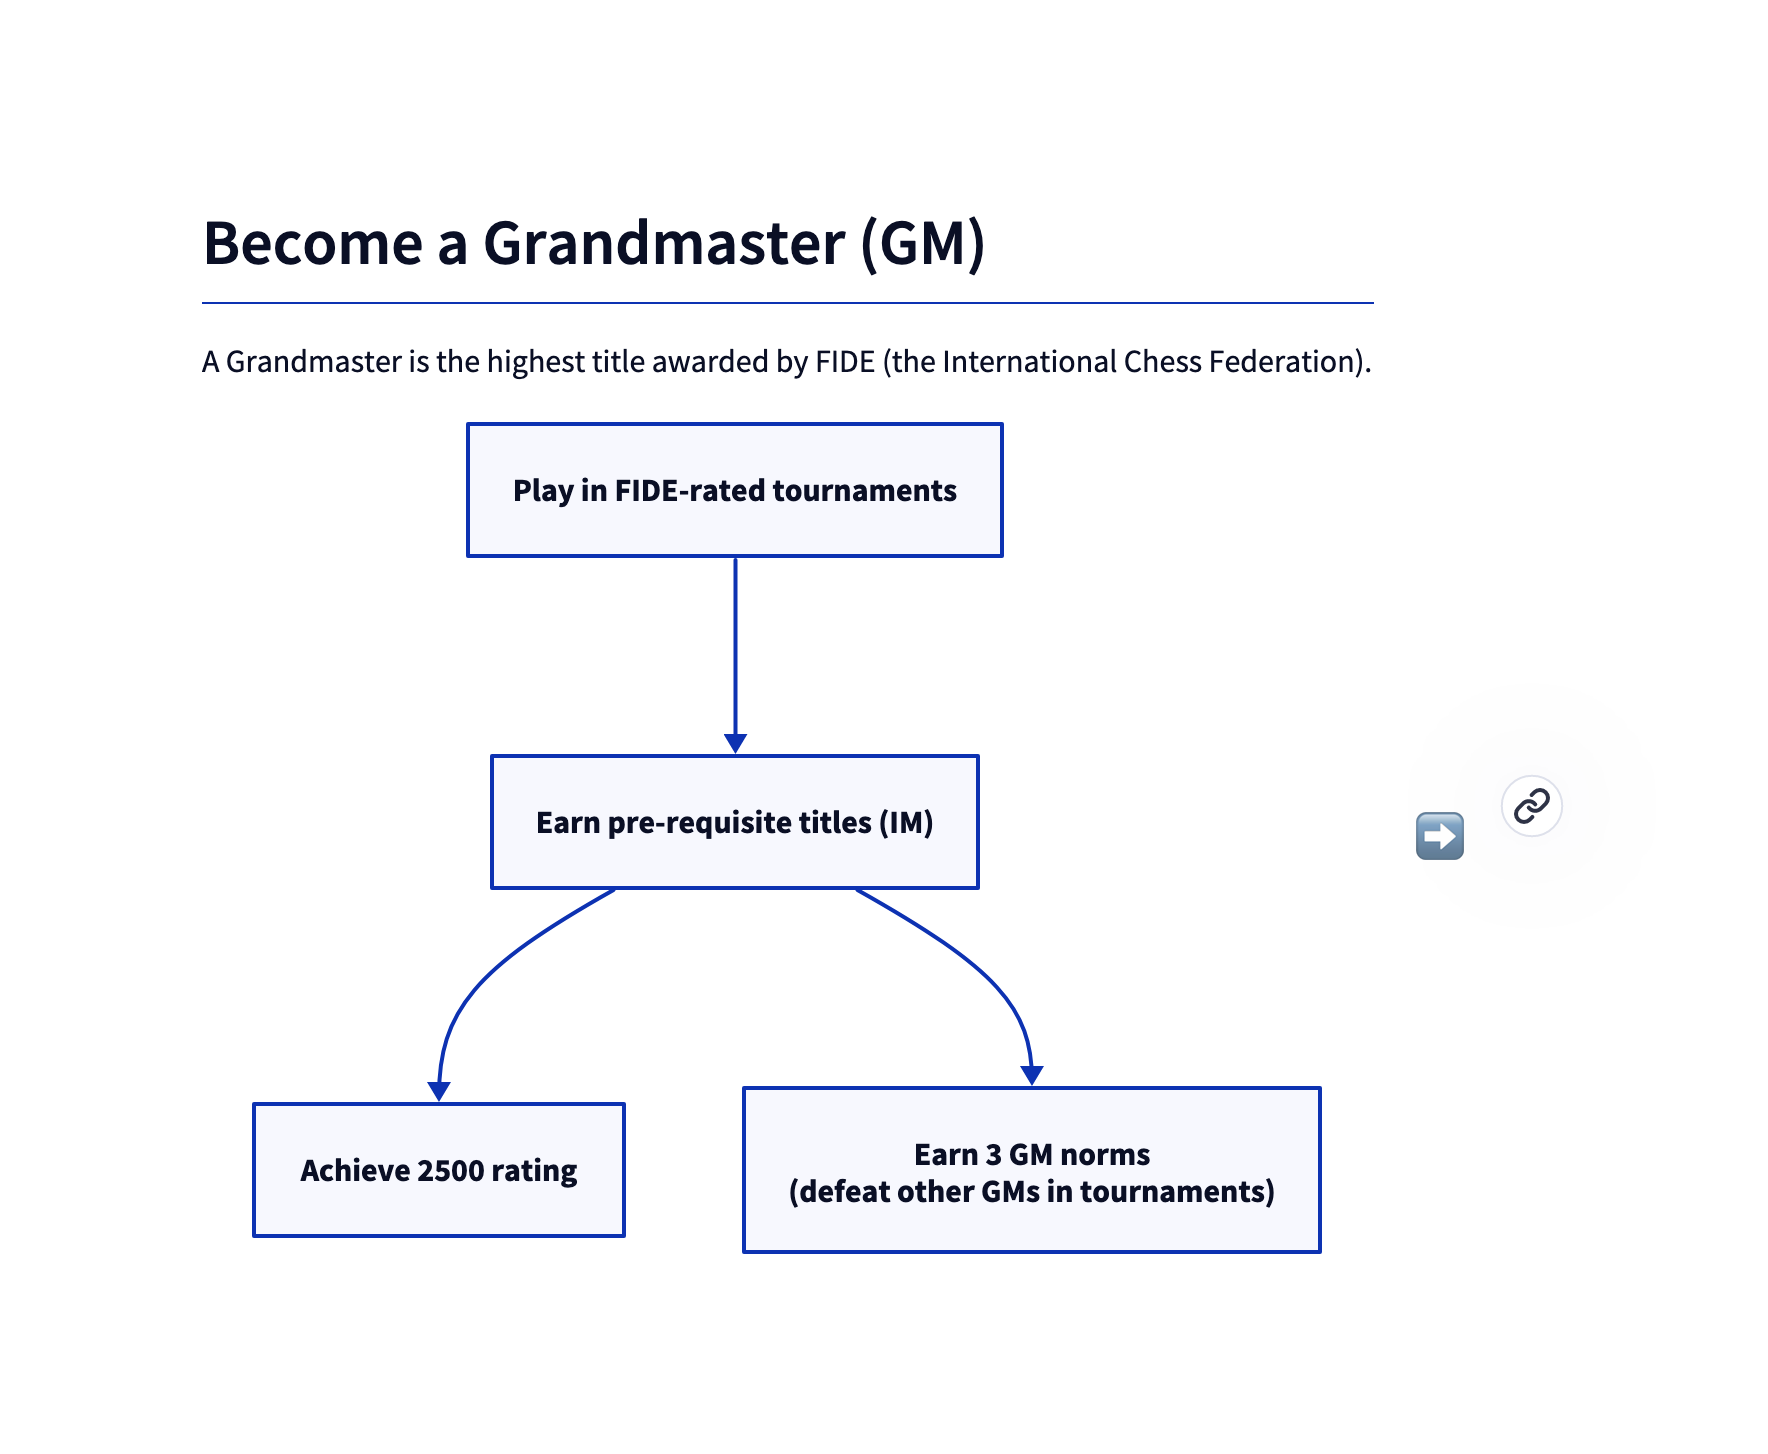 Become a Grandmaster (GM)
A Grandmaster is the highest title awarded by FIDE (the International Chess Federation).
Play in FIDE-rated tournaments
Earn pre-requisite titles (IM)
Achieve 2500 rating
Earn 3 GM norms
(defeat other GMs in tournaments)